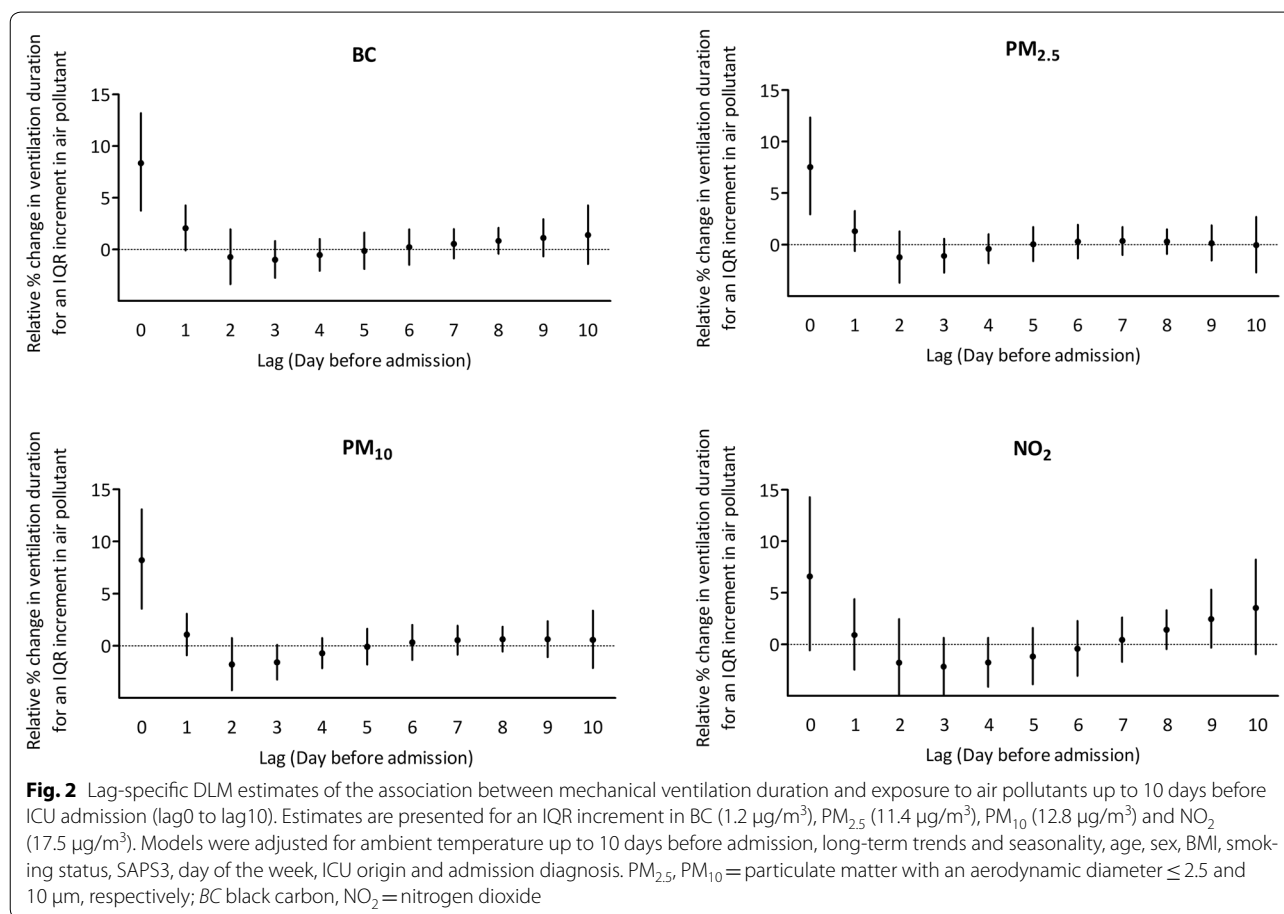 BC
Relative % change in ventilation duration
for an IQR increment in air pollutant
15
10
5
0
0 1 2 3 4 5 6 7 8 9 10
Lag (Day before admission)
PM2.5
Relative % change in ventilation duration
for an IQR increment in air pollutant
15
10
5
0
0 1 2 3 4 5 6 7 8 9 10
Lag (Day before admission)
PM10
Relative % change in ventilation duration
for an IQR increment in air pollutant
15
10
5
0
0 1 2 3 4 5 6 7 8 9 10
Lag (Day before admission)
NO2
Relative % change in ventilation duration
for an IQR increment in air pollutant
15
10
5
0
0 1 2 3 4 5 6 7 8 9 10
Lag (Day before admission)
Fig. 2 Lag-specific DLM estimates of the association between mechanical ventilation duration and exposure to air pollutants up to 10 days before
ICU admission (lag0 to lag10). Estimates are presented for an IQR increment in BC (1.2 µg/m³), PM2.5 (11.4 µg/m³), PM10 (12.8 µg/m³) and NO2
(17.5 µg/m³). Models were adjusted for ambient temperature up to 10 days before admission, long-term trends and seasonality, age, sex, BMI, smok-
ing status, SAPS3, day of the week, ICU origin and admission diagnosis. PM2.5, PM10 = particulate matter with an aerodynamic diameter ≤ 2.5 and
10 µm, respectively; BC black carbon, NO2 = nitrogen dioxide